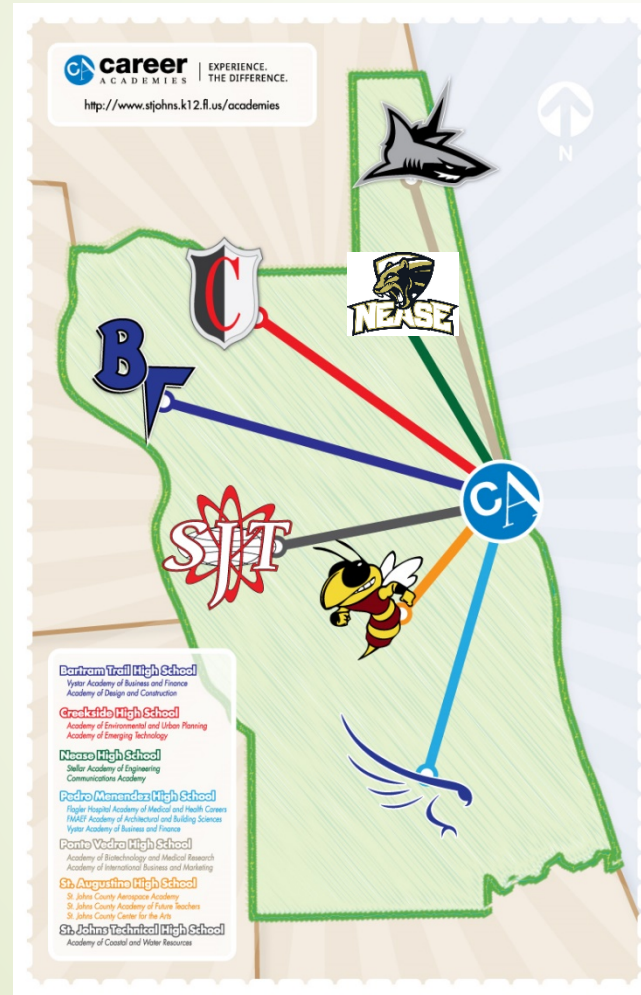 CA career
ACADEMIES
EXPERIENCE.
THE DIFFERENCE.
http://www.stjohns.k12.fl.us/academies
N
C
NEASE
BT
CA
SJT
Bartram Trail High School
Vystar Academy of Business and Finance
Academy of Design and Construction
Creekside High School
Academy of Environmental and Urban Planning
Academy of Emerging Technology
Nease High School
Stellar Academy of Engineering
Communications Academy
Pedro Menendez High School
Flagler Hospital Academy of Medical and Health Careers
FMAEF Academy of Architectural and Building Sciences
Vystar Academy of Business and Finance
Ponte Vedra High School
Academy of Biotechnology and Medical Research
Academy of International Business and Marketing
St. Augustine High School
St. Johns County Aerospace Academy
St. Johns County Academy of Future Teachers
St. Johns County Center for the Arts
St. Johns Technical High School
Academy of Coastal and Water Resources